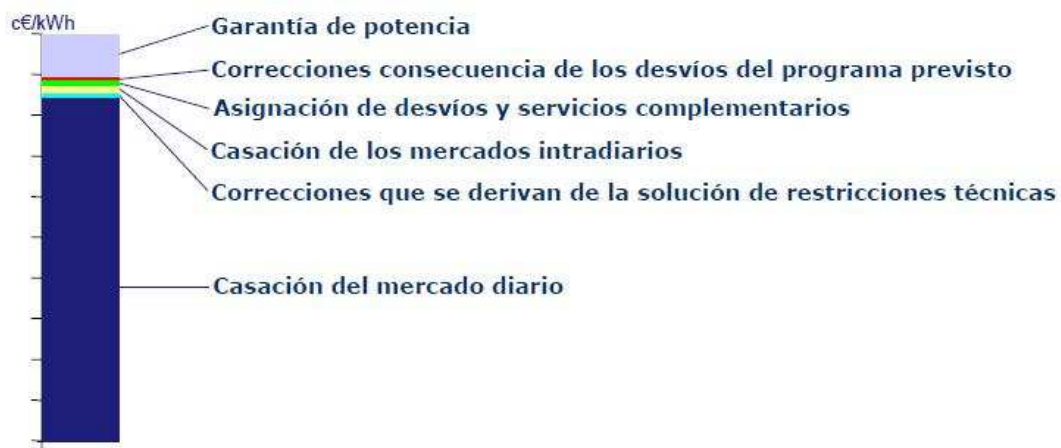 c€/kWh
Garantía de potencia
Correcciones consecuencia de los desvíos del programa previsto
Asignación de desvíos y servicios complementarios
Casación de los mercados intradiarios
Correcciones que se derivan de la solución de restricciones técnicas
Casación del mercado diario